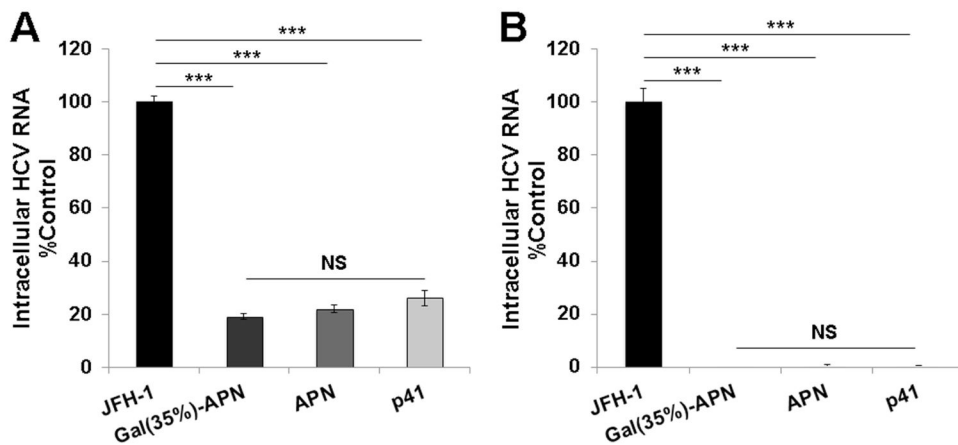 A
Intracellular HCV RNA
%Control
120
100
80
60
40
20
0
***
***
***
NS
JFH-1
Gal(35%)-APN
APN
p41
B
Intracellular HCV RNA
%Control
120
100
80
60
40
20
0
***
***
***
NS
JFH-1
Gal(35%)-APN
APN
p41